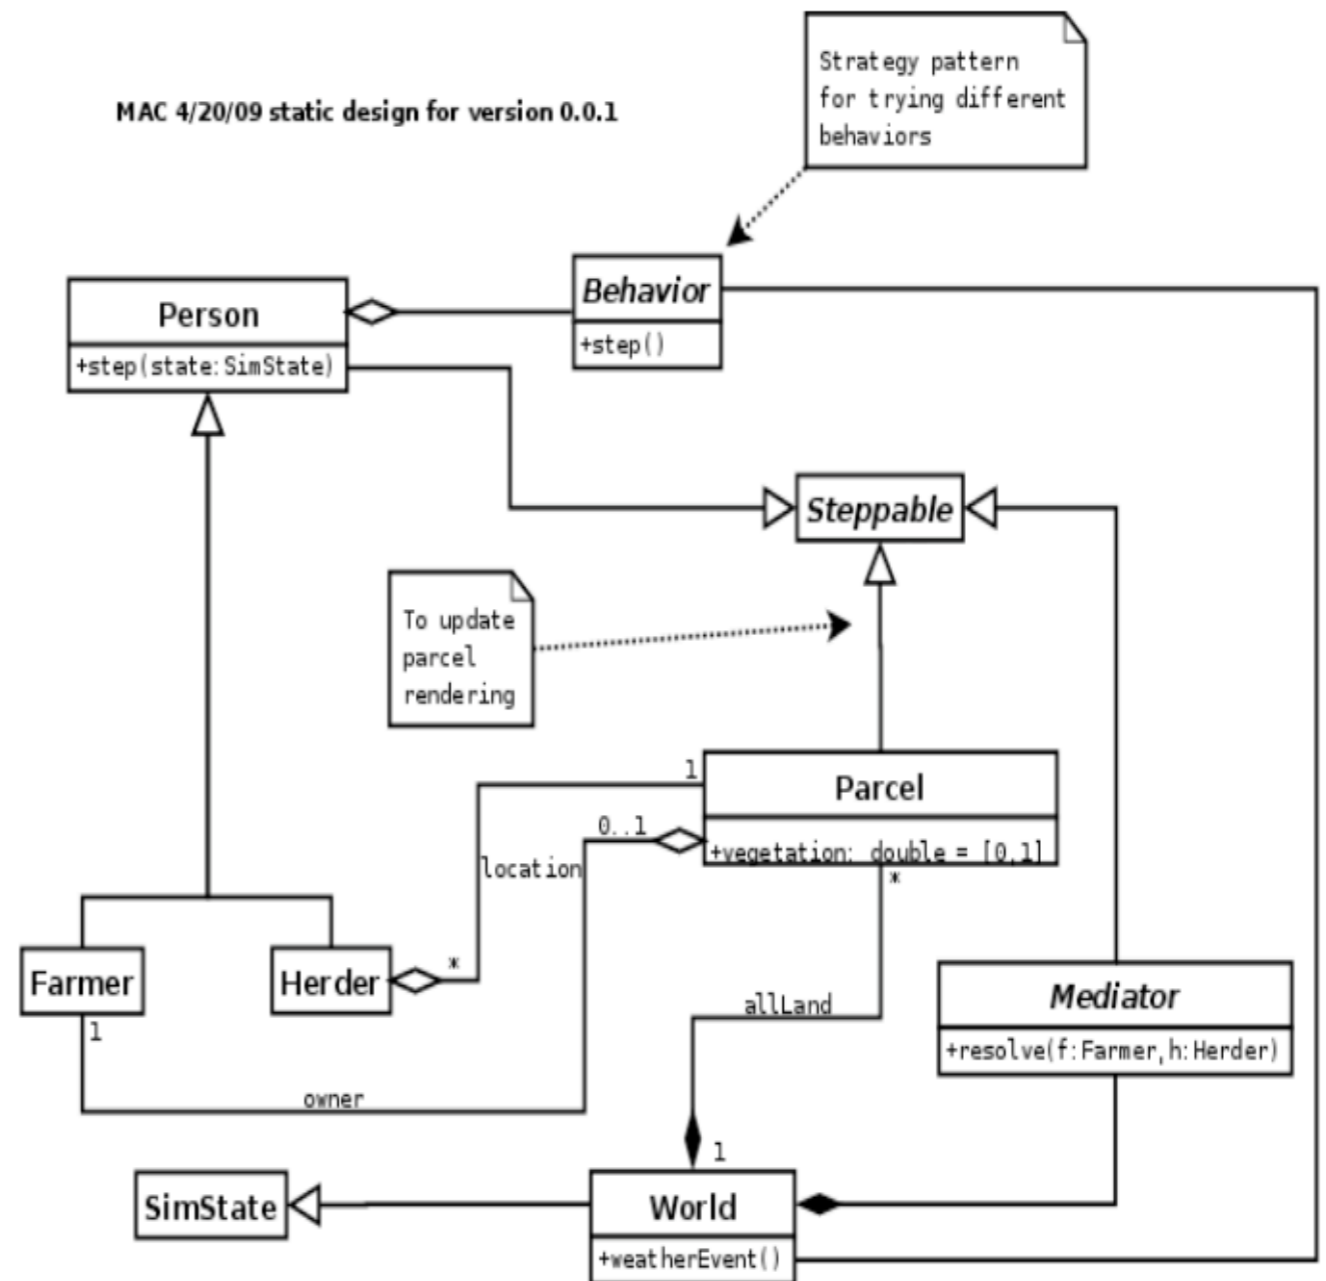 Strategy pattern
for trying different
behaviors
MAC 4/20/09 static design for version 0.0.1
Behavior
+step()
Person
+step(state:SimState)
Steppable
To update
parcel
rendering
1
Parcel
0..1
+vegetation: double = [0,1]
location
*
*
Farmer
Herder
Mediator
allLand
1
+resolve(f:Farmer,h:Herder)
owner
1
SimState
World
+weatherEvent()